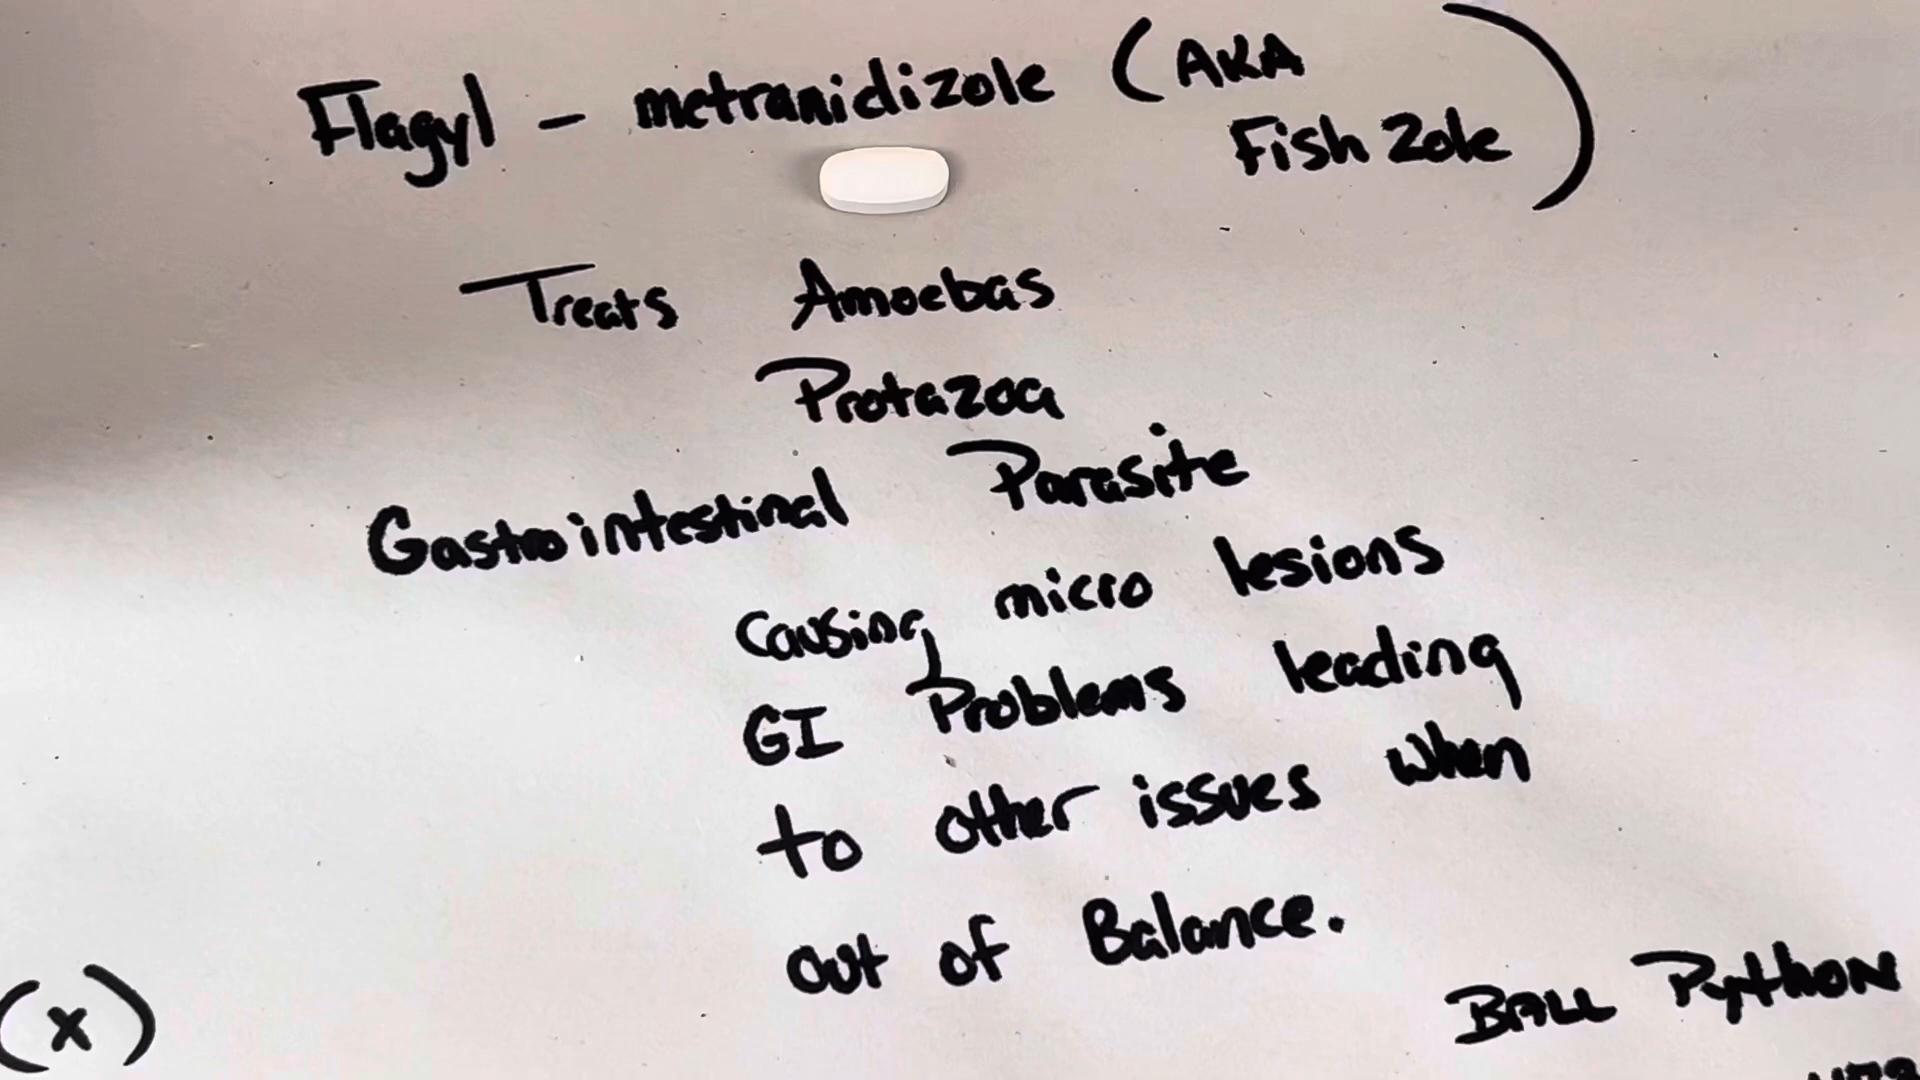 Flagyl - metranidizole (AKA
Fish Zole)
Treats Amoebas
Protazoa
Gastrointestinal Parasite
causing micro lesions
GI Problems leading
to other issues when
out of Balance.
(x)
BALL Python